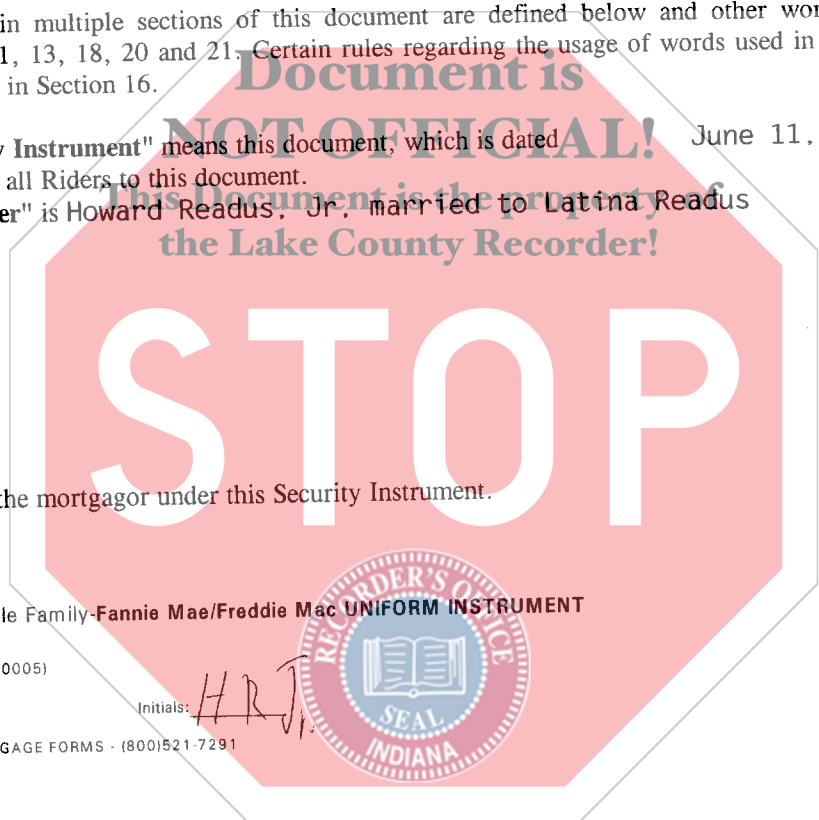 in multiple sections of this document are defined below and other wor
1, 13, 18, 20 and 21. Certain rules regarding the usage of words used in
in Section 16.
Document is
y Instrument" means this document, which is dated June 11,
NOT OFFICIAL!
all Riders to this document.
This Document is the property of
er" is Howard Readus, Jr, married to Latina Readus
the Lake County Recorder!
STOP
the mortgagor under this Security Instrument.
le Family-Fannie Mae/Freddie Mac UNIFORM INSTRUMENT
RECORDER'S OFFICE
0005)
Initials: H R Jr.
SEAL
GAGE FORMS - (800)521-7291
INDIANA